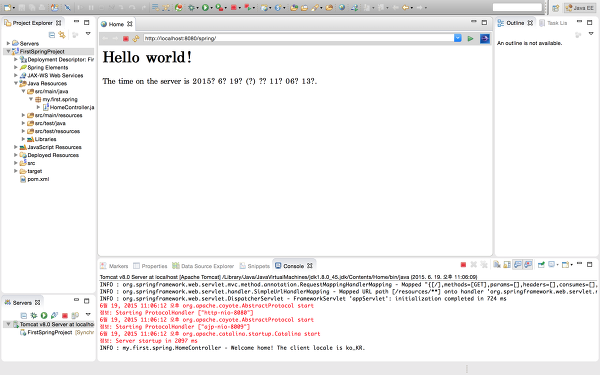 Java EE
Project Explorer
Servers
FirstSpringProject
Deployment Descriptor: Fir
Spring Elements
JAX-WS Web Services
Java Resources
src/main/java
my.first.spring
HomeController.ja
src/main/resources
src/test/java
src/test/resources
Libraries
JavaScript Resources
Deployed Resources
src
target
pom.xml
Home
http://localhost:8080/spring/
Hello world!
The time on the server is 2015? 6? 19? (?) ?? 11? 06? 13?.
Outline
Task Lis
An outline is not available.
Servers
Tomcat v8.0 Server at localho
FirstSpringProject [Synchr
Markers
Properties
Data Source Explorer
Snippets
Console
Tomcat v8.0 Server at localhost [Apache Tomcat] /Library/Java/JavaVirtualMachines/jdk1.8.0_45.jdk/Contents/Home/bin/java (2015. 6. 19. 오후 11:06:09)
INFO : org.springframework.web.servlet.mvc.method.annotation.RequestMappingHandlerMapping - Mapped "{[/],methods=[GET],params=[],headers=[],consumes=[],
INFO : org.springframework.web.servlet.handler.SimpleUrlHandlerMapping - Mapped URL path [/resources/**] onto handler 'org.springframework.web.servlet.r
INFO : org.springframework.web.servlet.DispatcherServlet - FrameworkServlet 'appServlet': initialization completed in 724 ms
6월 19, 2015 11:06:12 오후 org.apache.coyote.AbstractProtocol start
정보: Starting ProtocolHandler ["http-nio-8080"]
6월 19, 2015 11:06:12 오후 org.apache.coyote.AbstractProtocol start
정보: Starting ProtocolHandler ["ajp-nio-8009"]
6월 19, 2015 11:06:12 오후 org.apache.catalina.startup.Catalina start
정보: Server startup in 2097 ms
INFO : my.first.spring.HomeController - Welcome home! The client locale is ko_KR.